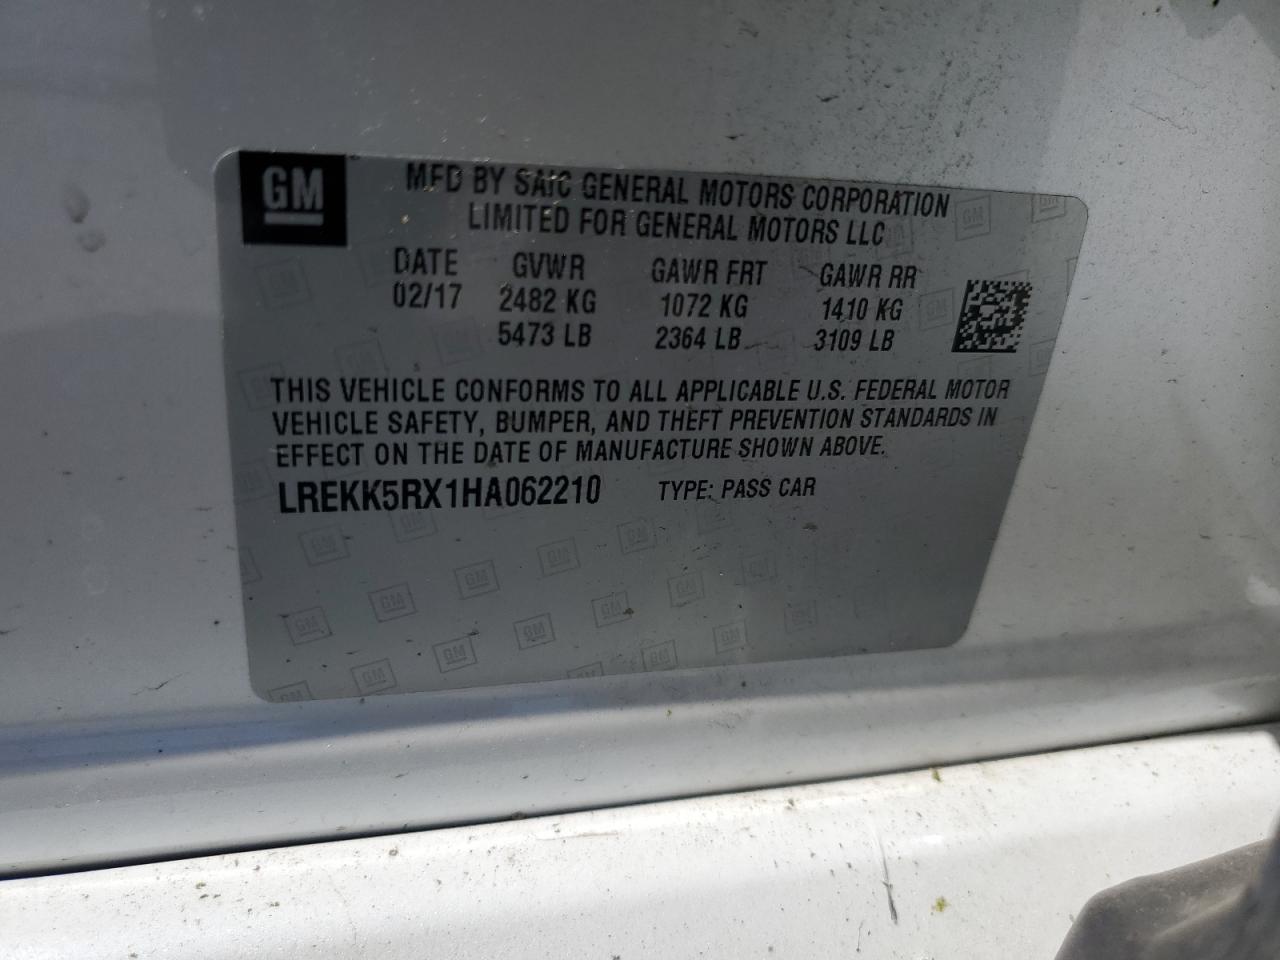 GM
MFD BY SAIC GENERAL MOTORS CORPORATION
LIMITED FOR GENERAL MOTORS LLC
DATE GVWR GAWR FRT GAWR RR
02/17 2482 KG 1072 KG 1410 KG
5473 LB 2364 LB 3109 LB
THIS VEHICLE CONFORMS TO ALL APPLICABLE U.S. FEDERAL MOTOR
VEHICLE SAFETY, BUMPER, AND THEFT PREVENTION STANDARDS IN
EFFECT ON THE DATE OF MANUFACTURE SHOWN ABOVE.
LREKK5RX1HA062210 TYPE: PASS CAR